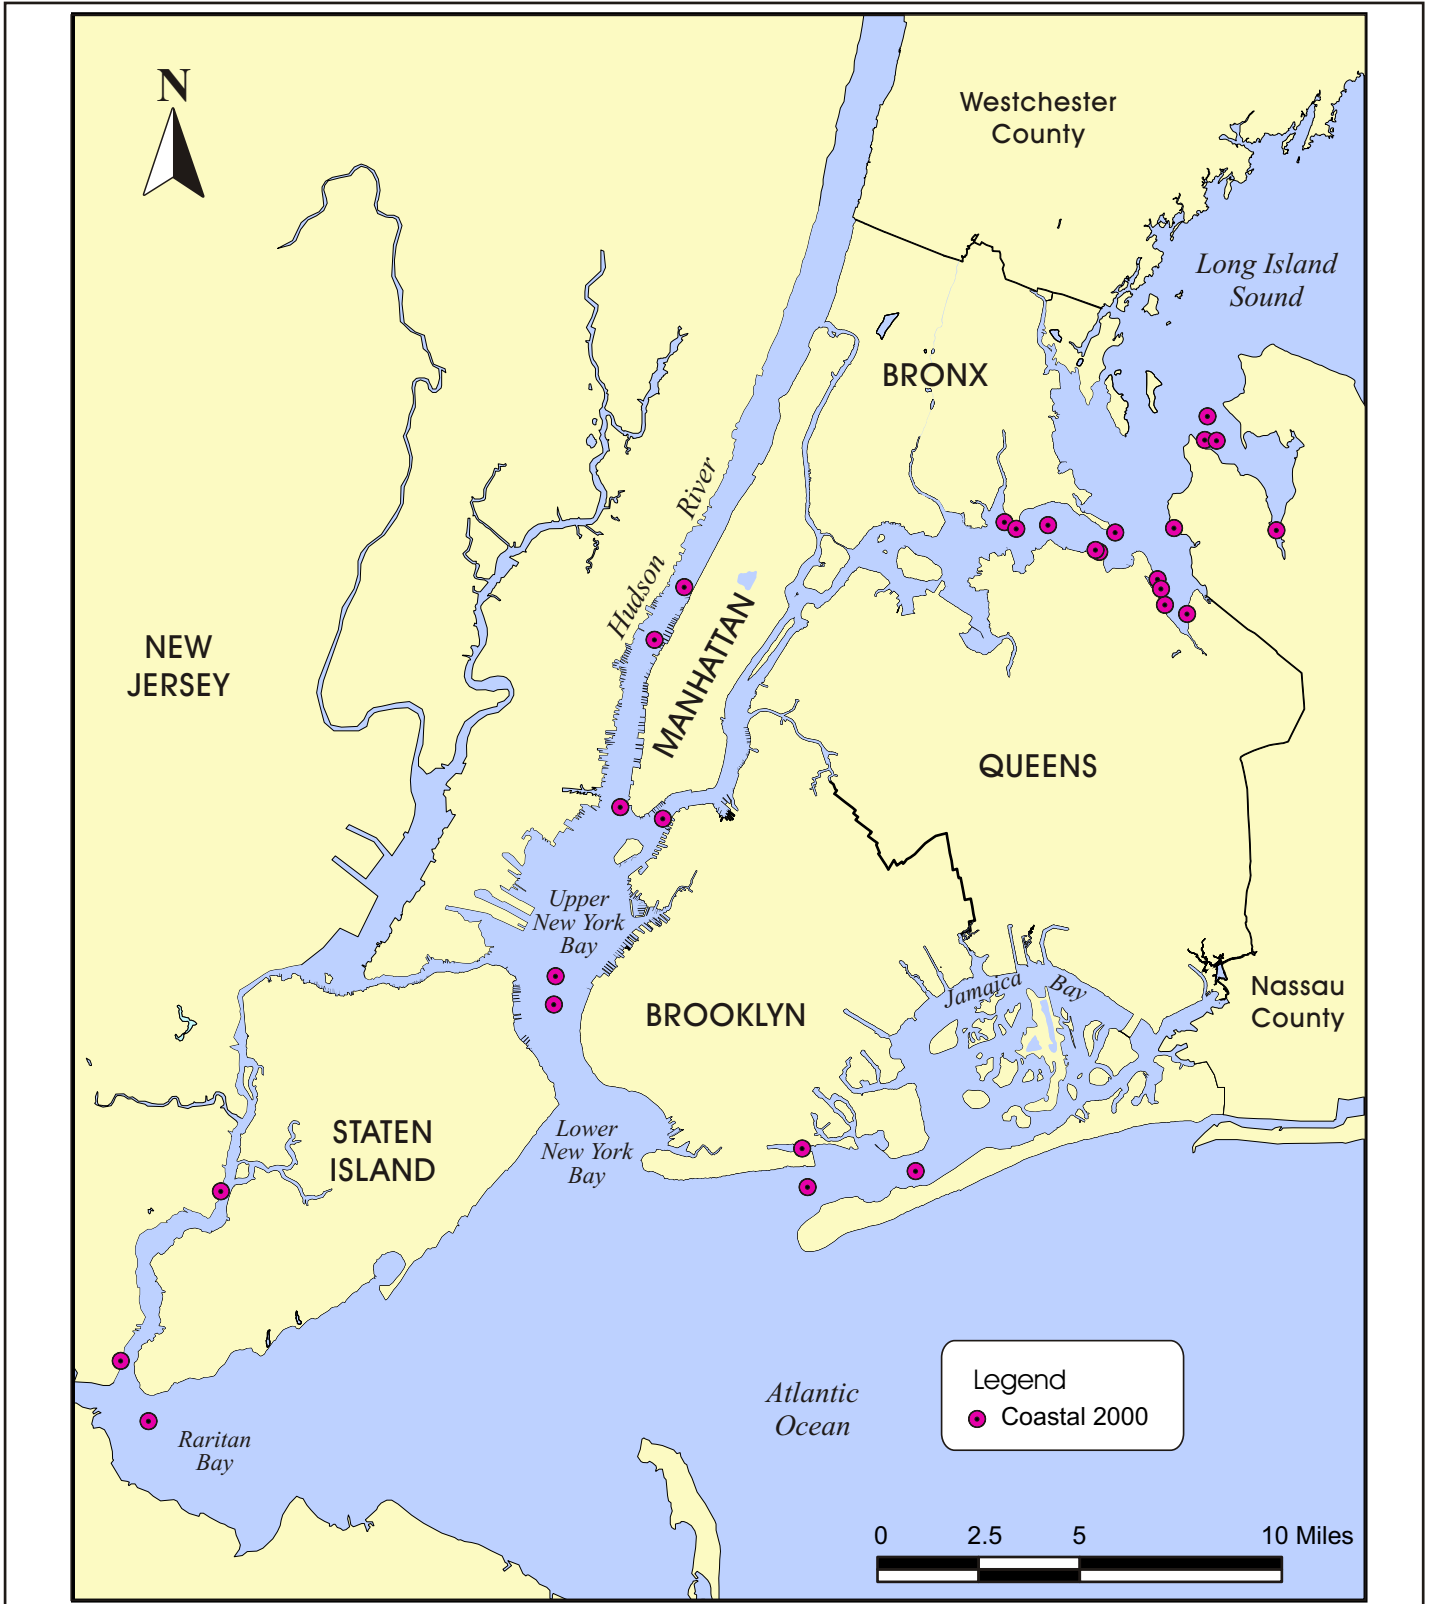 N
Westchester
County
Long Island
Sound
BRONX
Hudson River
MANHATTAN
NEW
JERSEY
QUEENS
Upper
New York
Bay
BROOKLYN
Jamaica Bay
Nassau
County
STATEN
ISLAND
Lower
New York
Bay
Atlantic
Ocean
Raritan
Bay
Legend
Coastal 2000
0 2.5 5 10 Miles